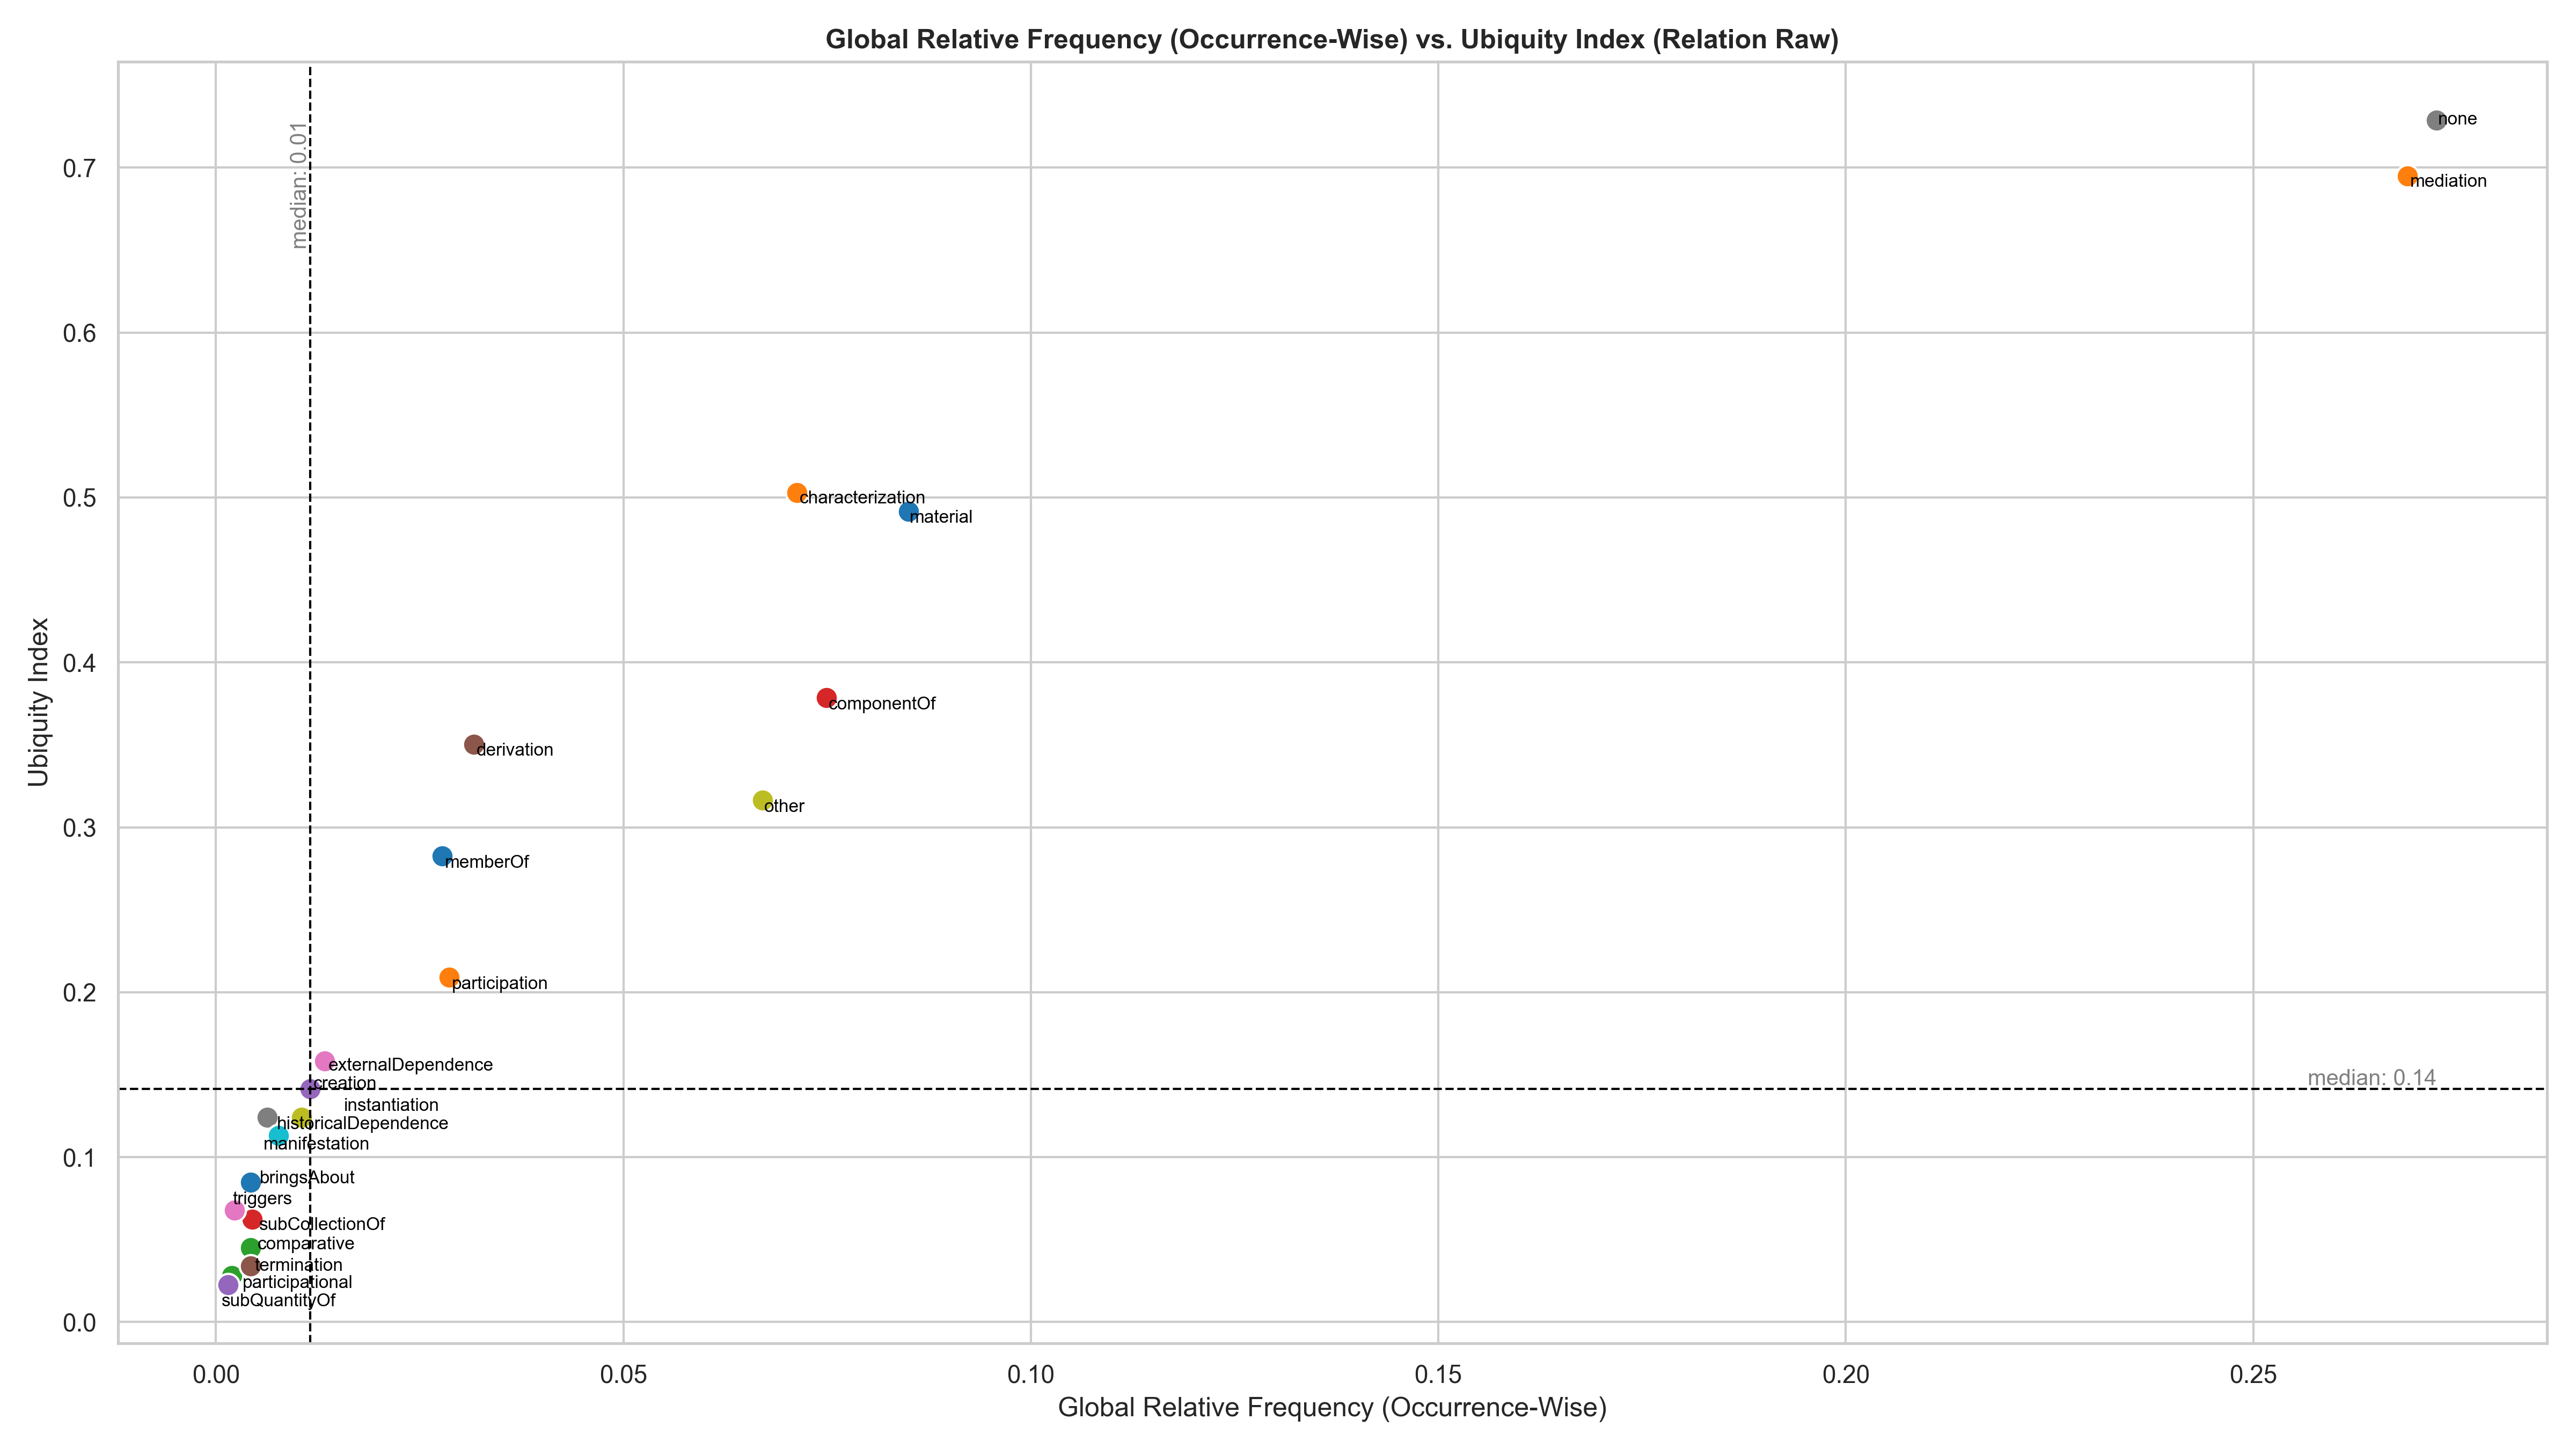 Global Relative Frequency (Occurrence-Wise) vs. Ubiquity Index (Relation Raw)
median: 0.01
none
mediation
0.7
0.6
characterization
0.5
material
0.4
componentOf
derivation
other
0.3
memberOf
participation
0.2
externalDependence
creation
median: 0.14
instantiation
historicalDependence
manifestation
0.1
bringsAbout
triggers
subCollectionOf
comparative
termination
participational
subQuantityOf
0.0
Ubiquity Index
0.00 0.05 0.10 0.15 0.20 0.25
Global Relative Frequency (Occurrence-Wise)